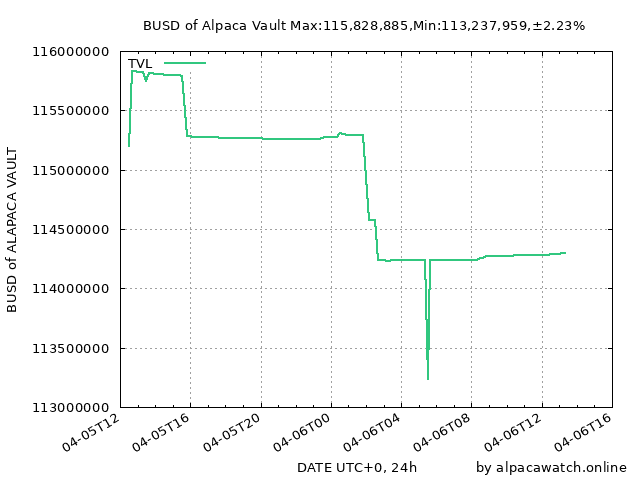 BUSD of Alpaca Vault Max:115,828,885,Min:113,237,959,±2.23%
TVL
116000000
115500000
115000000
114500000
114000000
113500000
113000000
BUSD of ALAPACA VAULT
04-05T12
04-05T16
04-05T20
04-06T00
04-06T04
04-06T08
04-06T12
04-06T16
DATE UTC+0, 24h
by alpacawatch.online